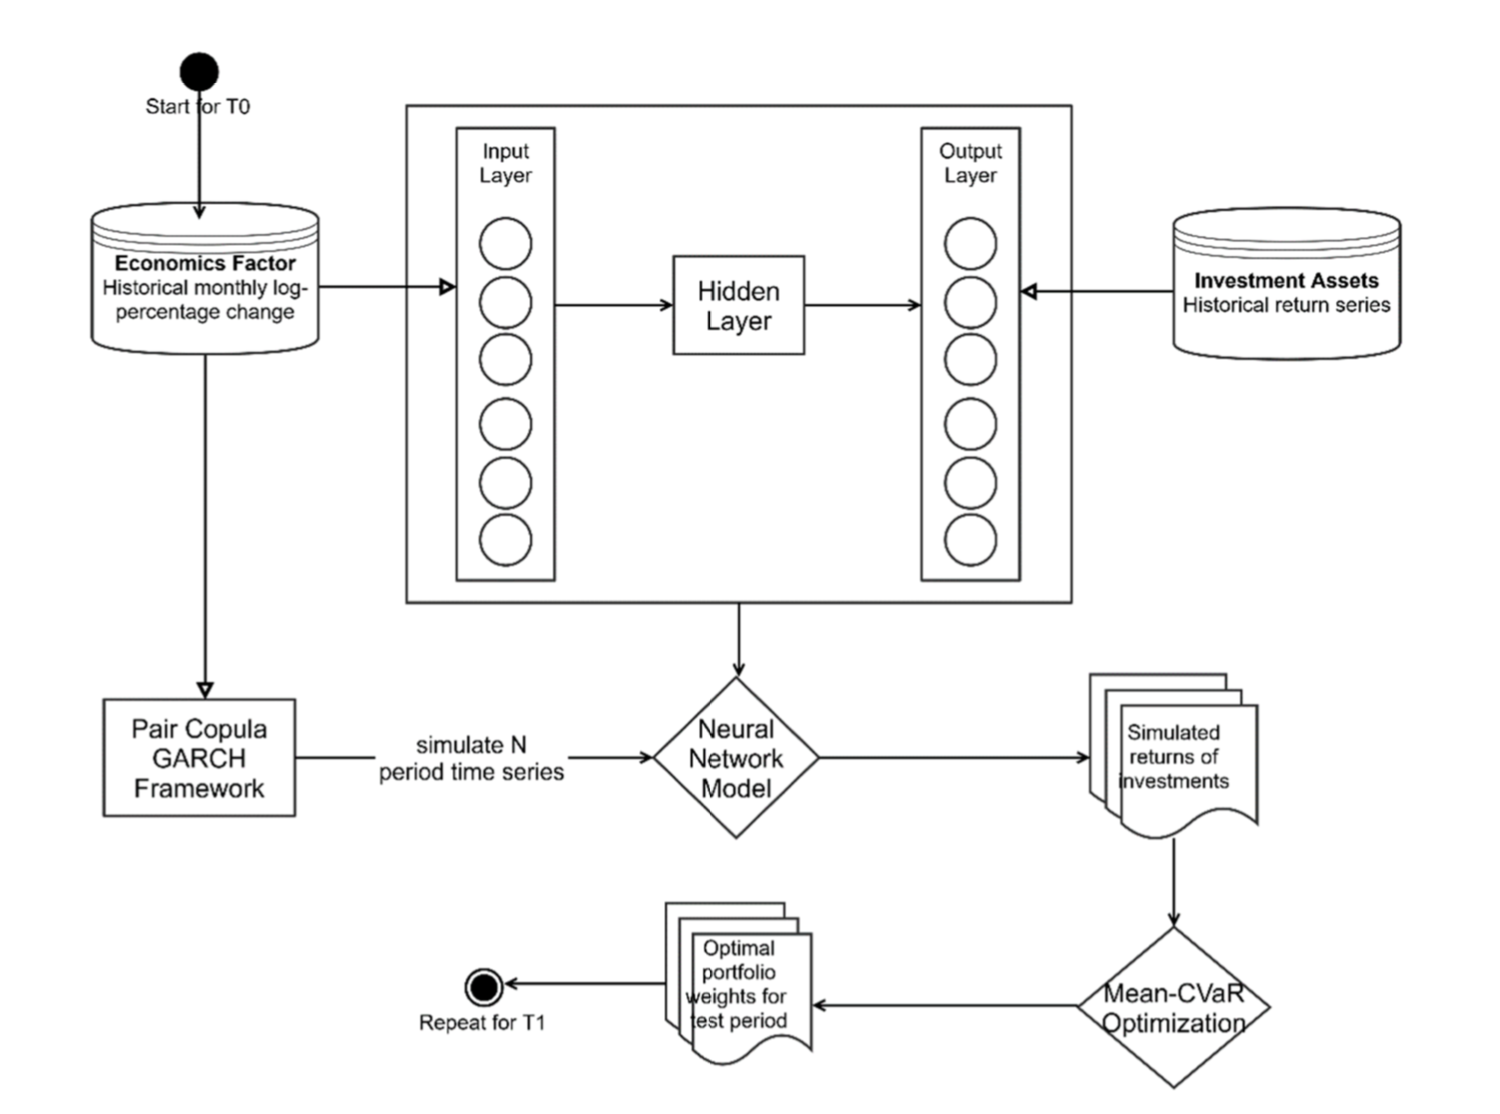 Start for T0
Input
Layer
Output
Layer
Economics Factor
Historical monthly log-
percentage change
Hidden
Layer
Investment Assets
Historical return series
Pair Copula
GARCH
Framework
simulate N
period time series
Neural
Network
Model
Simulated
returns of
investments
Optimal
portfolio
weights for
test period
Repeat for T1
Mean-CVaR
Optimization